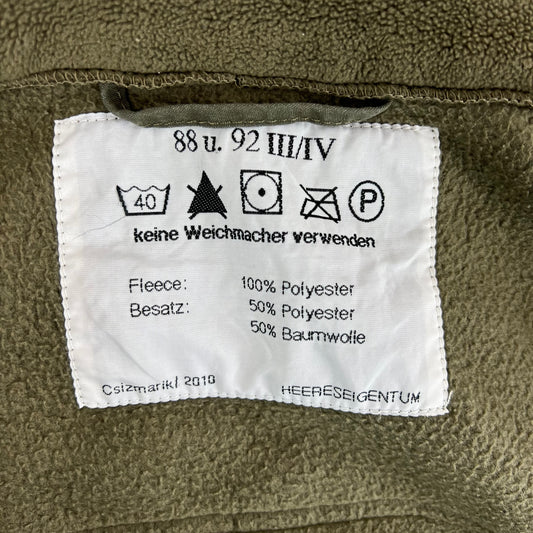 88 u. 92 III/IV
40 P
keine Weichmacher verwenden
Fleece: 100% Polyester
Besatz: 50% Polyester
50% Baumwolle
Csizmarik/ 2010 HEERESEIGENTUM